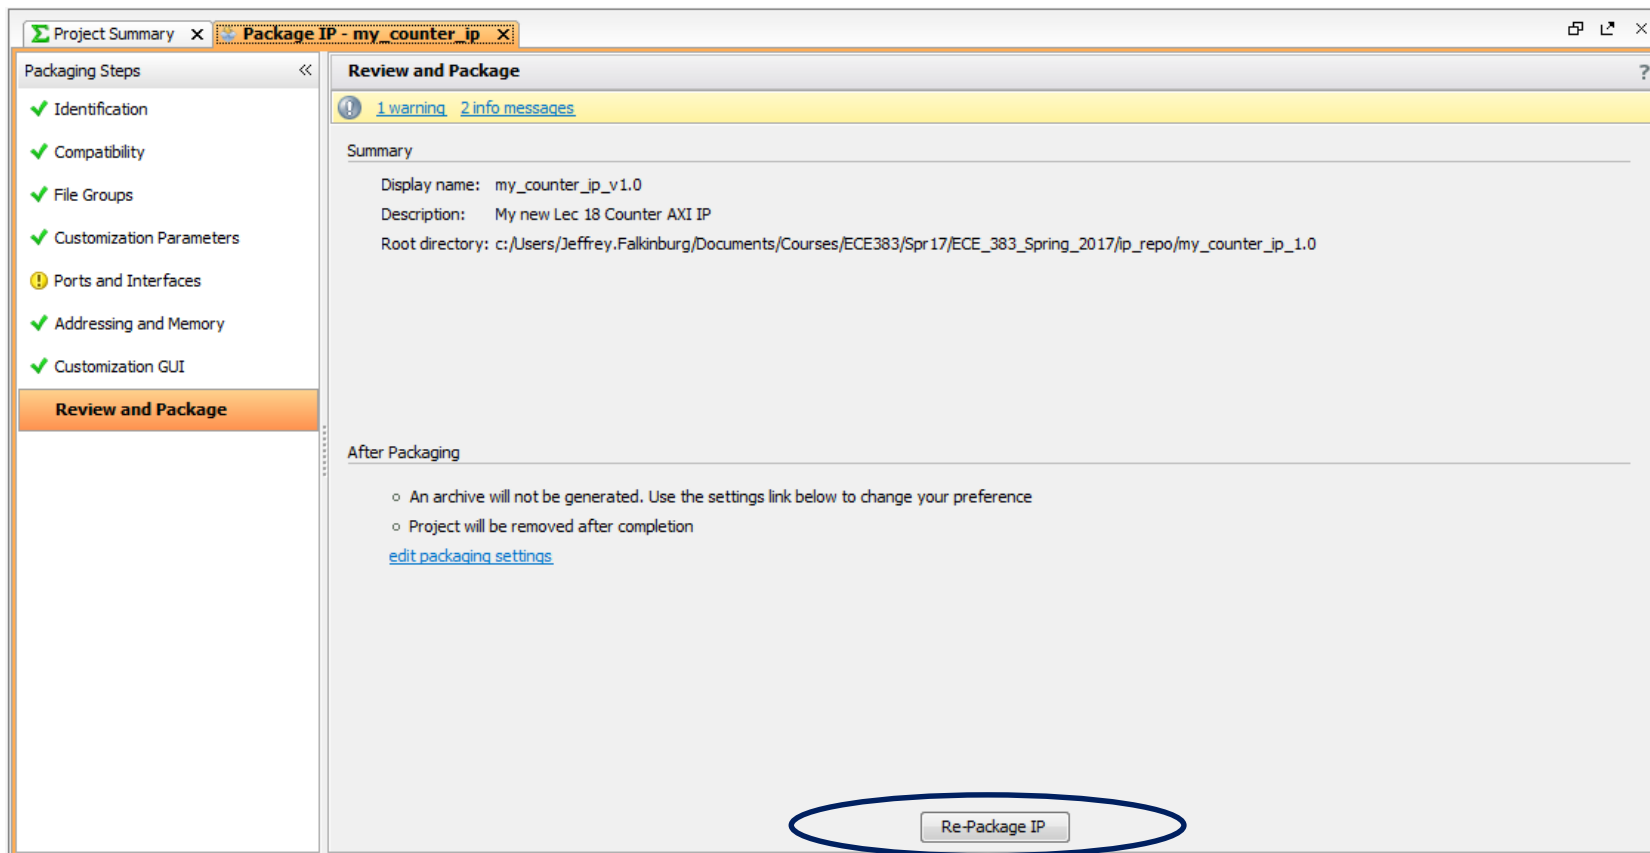 Project Summary X Package IP - my_counter_ip X
Packaging Steps «
Identification
Compatibility
File Groups
Customization Parameters
Ports and Interfaces
Addressing and Memory
Customization GUI
Review and Package
Review and Package ?
1 warning 2 info messages
Summary
Display name: my_counter_ip_v1.0
Description: My new Lec 18 Counter AXI IP
Root directory: c:/Users/Jeffrey.Falkinburg/Documents/Courses/ECE383/Spr17/ECE_383_Spring_2017/ip_repo/my_counter_ip_1.0
After Packaging
An archive will not be generated. Use the settings link below to change your preference
Project will be removed after completion
edit packaging settings
Re-Package IP